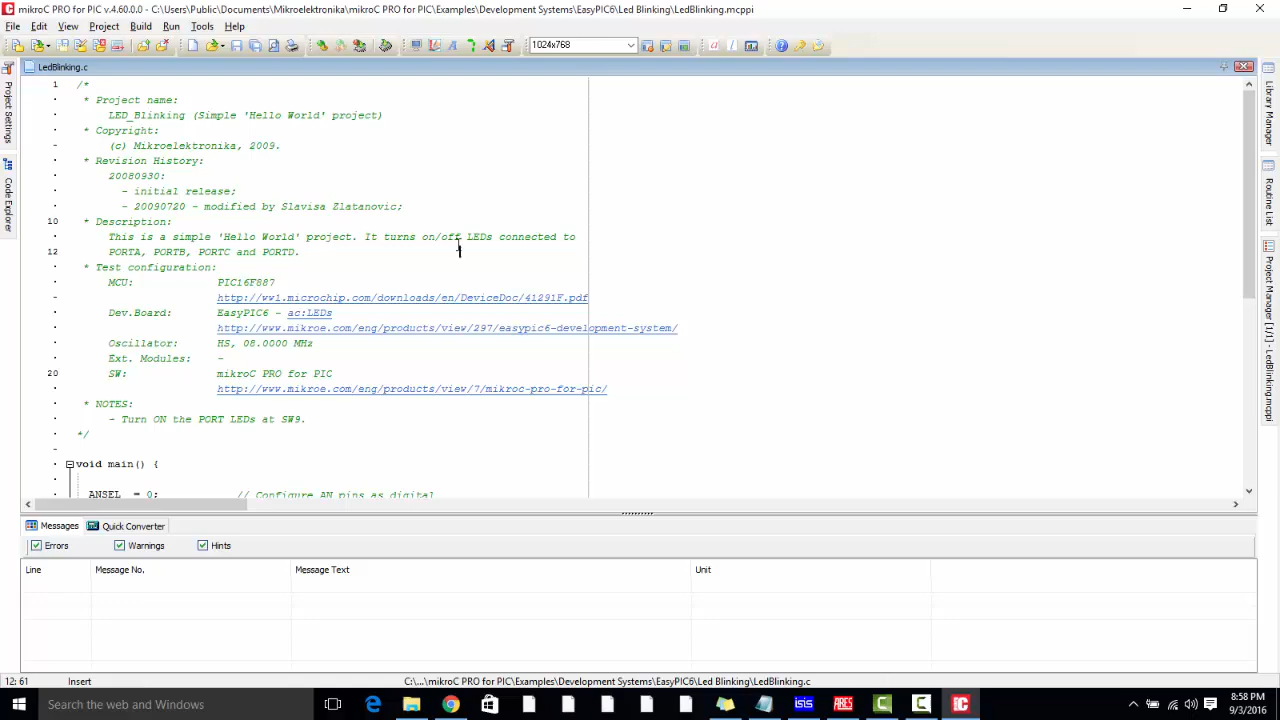 mikroC PRO for PIC v.4.60.0.0 - C:\Users\Public\Documents\Mikroelektronika\mikroC PRO for PIC\Examples\Development Systems\EasyPIC6\Led Blinking\LedBlinking.mcppi
File Edit View Project Build Run Tools Help
1024x768
LedBlinking.c
Project Settings
Code Explorer
Library Manager
Routine List
Project Manager [1/1] - LedBlinking.mcppi
1 /*
* Project name:
LED_Blinking (Simple 'Hello World' project)
* Copyright:
(c) Mikroelektronika, 2009.
* Revision History:
20080930:
- initial release;
- 20090720 - modified by Slavisa Zlatanovic;
10 * Description:
This is a simple 'Hello World' project. It turns on/off LEDs connected to
12 PORTA, PORTB, PORTC and PORTD.
* Test configuration:
MCU: PIC16F887
http://ww1.microchip.com/downloads/en/DeviceDoc/41291F.pdf
Dev.Board: EasyPIC6 - ac:LEDs
http://www.mikroe.com/eng/products/view/297/easypic6-development-system/
Oscillator: HS, 08.0000 MHz
Ext. Modules: -
20 SW: mikroC PRO for PIC
http://www.mikroe.com/eng/products/view/7/mikroc-pro-for-pic/
* NOTES:
- Turn ON the PORT LEDs at SW9.
*/
void main() {
ANSEL = 0; // Configure AN pins as digital
Messages Quick Converter
Errors Warnings Hints
Line Message No. Message Text Unit
12: 61 Insert C:\...\mikroC PRO for PIC\Examples\Development Systems\EasyPIC6\Led Blinking\LedBlinking.c
Search the web and Windows
ISIS
ARES
8:58 PM
9/3/2016